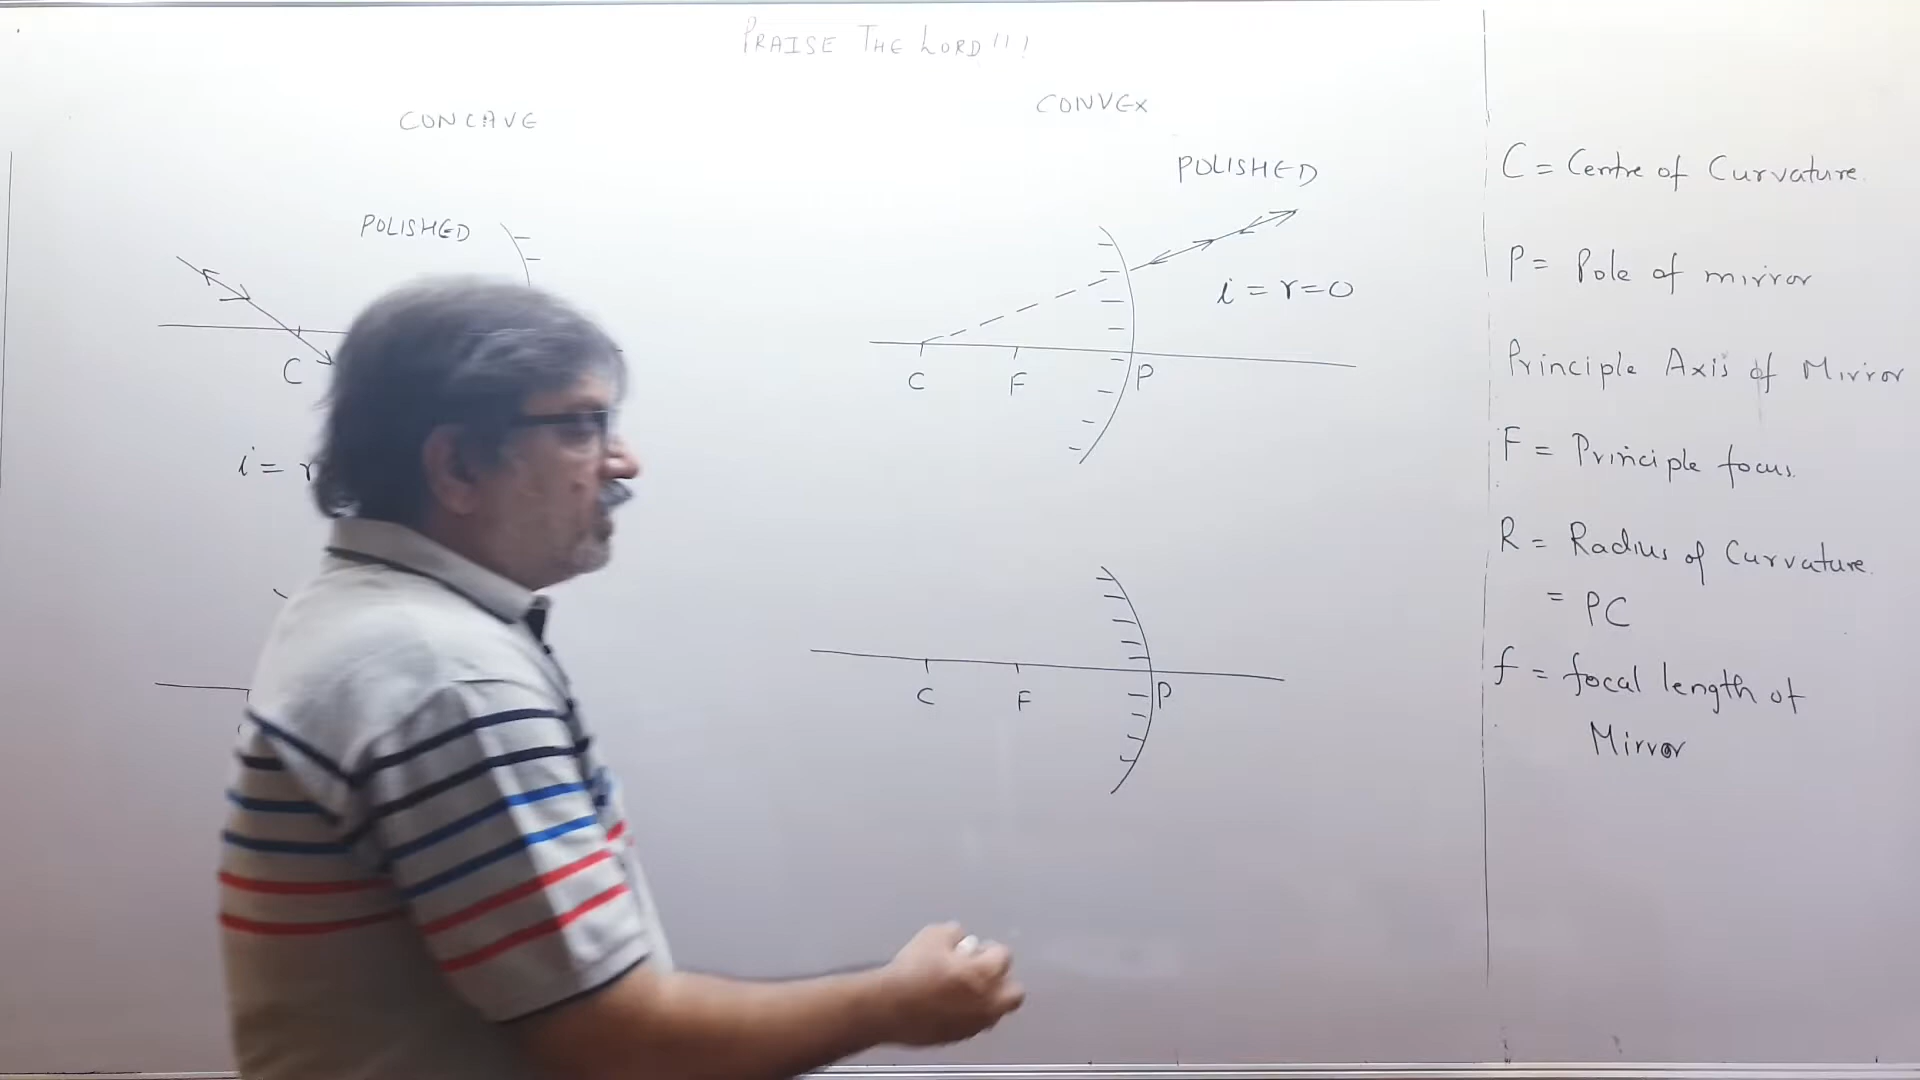 PRAISE THE LORD!!!
CONCAVE
POLISHED
C
i = r
CONVEX
POLISHED
i = r = 0
C F P
C F P
C = Centre of Curvature.
P = Pole of mirror
Principle Axis of Mirror
F = Principle focus.
R = Radius of Curvature.
= PC
f = focal length of
Mirror